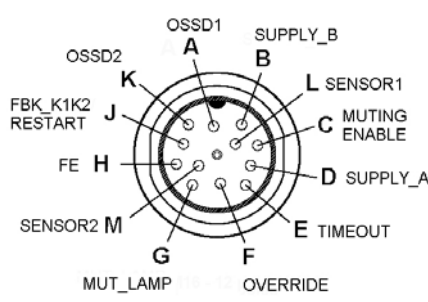 OSSD1
A
SUPPLY_B
B
OSSD2
K
L SENSOR1
FBK_K1K2
RESTART
J
C MUTING
ENABLE
FE H
D SUPPLY_A
SENSOR2 M
E TIMEOUT
G
F
MUT_LAMP
OVERRIDE